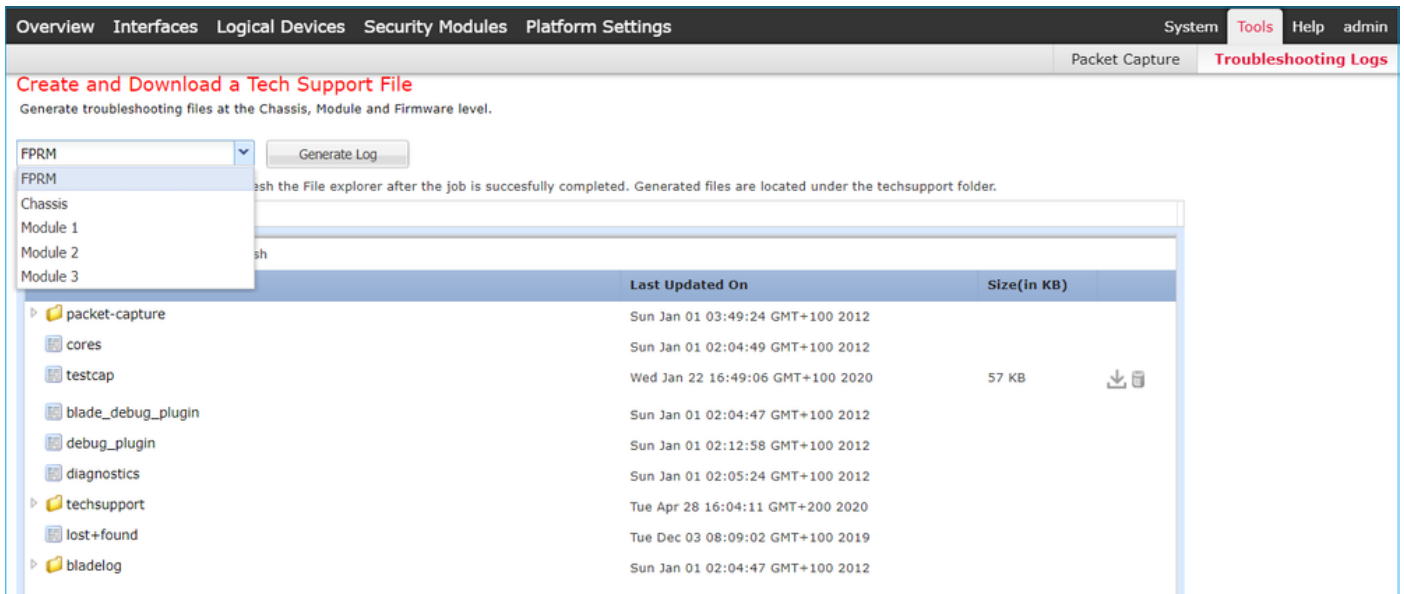 Overview Interfaces Logical Devices Security Modules Platform Settings System Tools Help admin
Packet Capture Troubleshooting Logs
Create and Download a Tech Support File
Generate troubleshooting files at the Chassis, Module and Firmware level.
FPRM Generate Log
FPRM
esh the File explorer after the job is succesfully completed. Generated files are located under the techsupport folder.
Chassis
Module 1
Module 2 sh
Module 3
Last Updated On Size(in KB)
packet-capture Sun Jan 01 03:49:24 GMT+100 2012
cores Sun Jan 01 02:04:49 GMT+100 2012
testcap Wed Jan 22 16:49:06 GMT+100 2020 57 KB
blade_debug_plugin Sun Jan 01 02:04:47 GMT+100 2012
debug_plugin Sun Jan 01 02:12:58 GMT+100 2012
diagnostics Sun Jan 01 02:05:24 GMT+100 2012
techsupport Tue Apr 28 16:04:11 GMT+200 2020
lost+found Tue Dec 03 08:09:02 GMT+100 2019
bladelog Sun Jan 01 02:04:47 GMT+100 2012